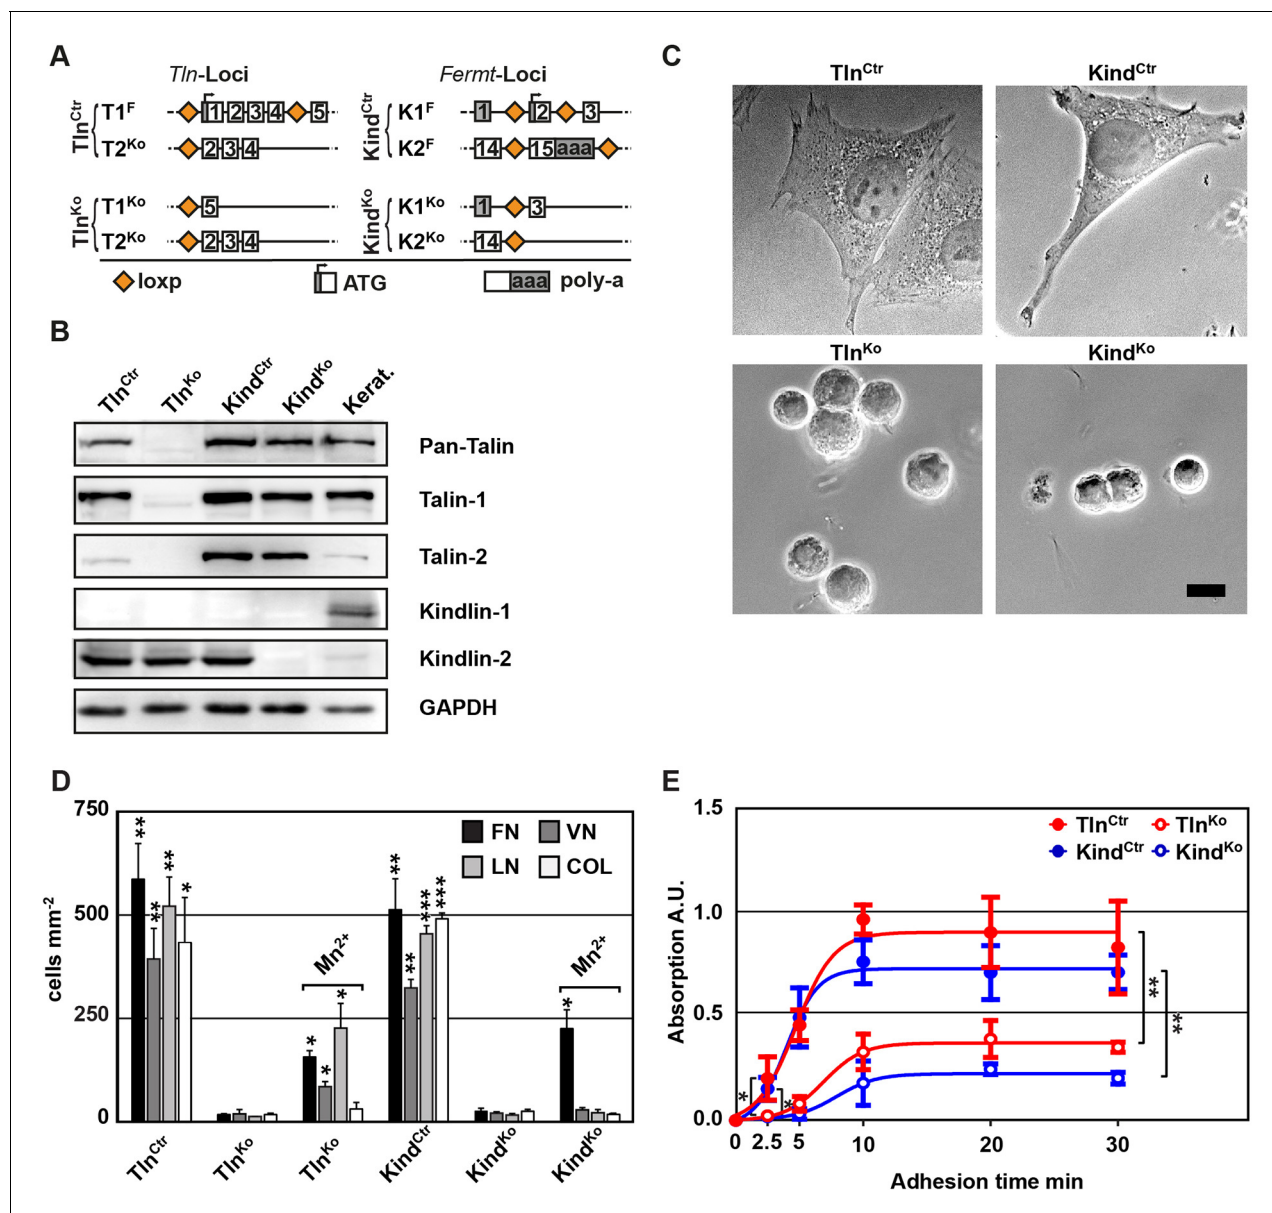 A
Tln-Loci
Fermt-Loci
Tln^Ctr
T1^F
1 2 3 4 5
T2^Ko
2 3 4
Kind^Ctr
K1^F
1 2 3
K2^F
14 15 aaa
Tln^Ko
T1^Ko
5
T2^Ko
2 3 4
Kind^Ko
K1^Ko
1 3
K2^Ko
14
loxp
ATG
aaa poly-a
B
Tln^Ctr Tln^Ko Kind^Ctr Kind^Ko Kerat.
Pan-Talin
Talin-1
Talin-2
Kindlin-1
Kindlin-2
GAPDH
C
Tln^Ctr
Kind^Ctr
Tln^Ko
Kind^Ko
D
750
500
250
0
cells mm^-2
FN VN
LN COL
** ** ** *
* * *
Mn^2+
** ** *** ***
*
Mn^2+
Tln^Ctr Tln^Ko Tln^Ko Kind^Ctr Kind^Ko Kind^Ko
E
1.5
1.0
0.5
0.0
Absorption A.U.
Tln^Ctr Tln^Ko
Kind^Ctr Kind^Ko
* *
** **
0 2.5 5 10 20 30
Adhesion time min